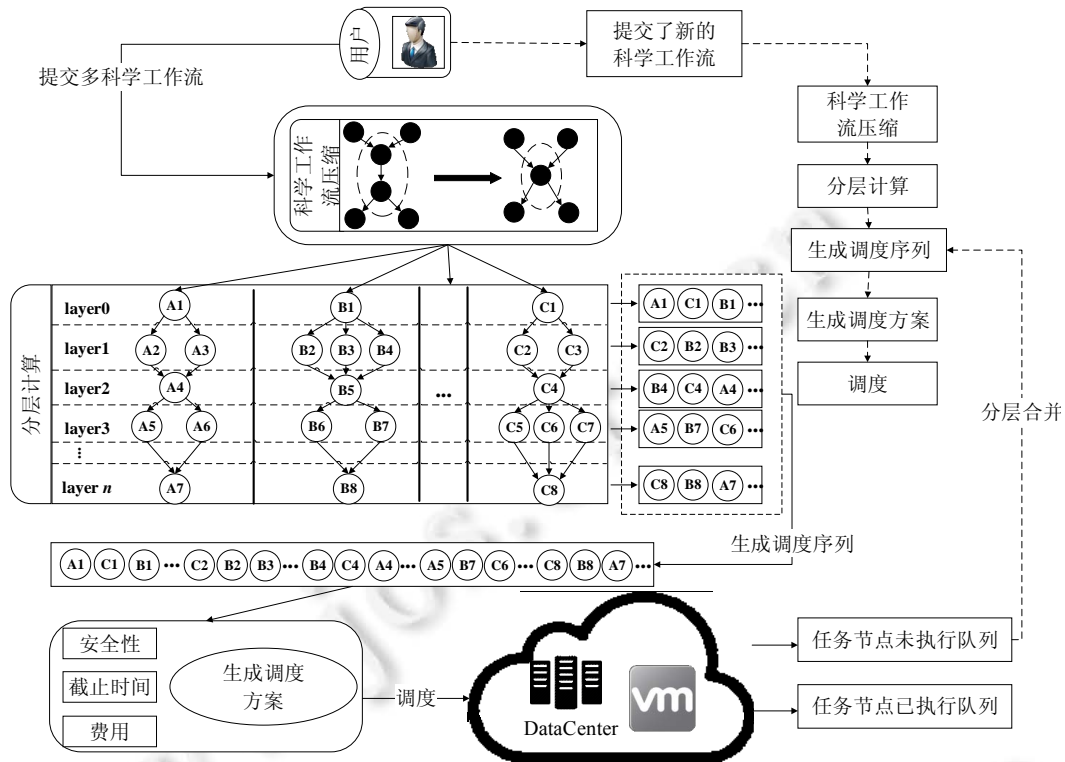 用户
提交了新的
科学工作流
提交多科学工作流
科学工作
流压缩
科学工作
流压缩
分层计算
生成调度序列
生成调度方案
调度
分层合并
分层计算
layer0
A1
B1
C1
A1 C1 B1 •••
layer1
A2 A3
B2 B3 B4
C2 C3
C2 B2 B3 •••
layer2
A4
B5
•••
C4
B4 C4 A4 •••
layer3
A5 A6
B6 B7
C5 C6 C7
A5 B7 C6 •••
⋮
layer n
A7
B8
C8
C8 B8 A7 •••
生成调度序列
A1 C1 B1 ••• C2 B2 B3 ••• B4 C4 A4 ••• A5 B7 C6 ••• C8 B8 A7 •••
安全性
截止时间
费用
生成调度
方案
调度
DataCenter
vm
任务节点未执行队列
任务节点已执行队列